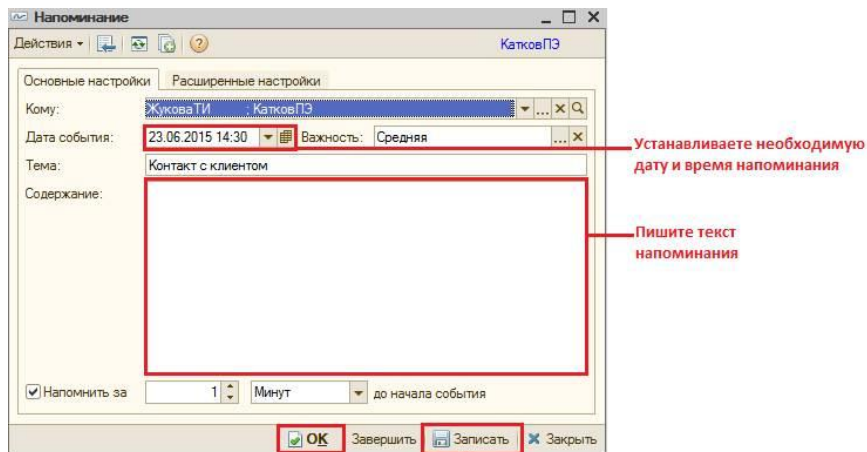 Напоминание
Действия
КатковПЭ
Основные настройки Расширенные настройки
Кому: ЖуковаТИ ; КатковПЭ
Дата события: 23.06.2015 14:30 Важность: Средняя
Устанавливаете необходимую
дату и время напоминания
Тема: Контакт с клиентом
Содержание:
Пишите текст
напоминания
Напомнить за 1 Минут до начала события
OK Завершить Записать Закрыть